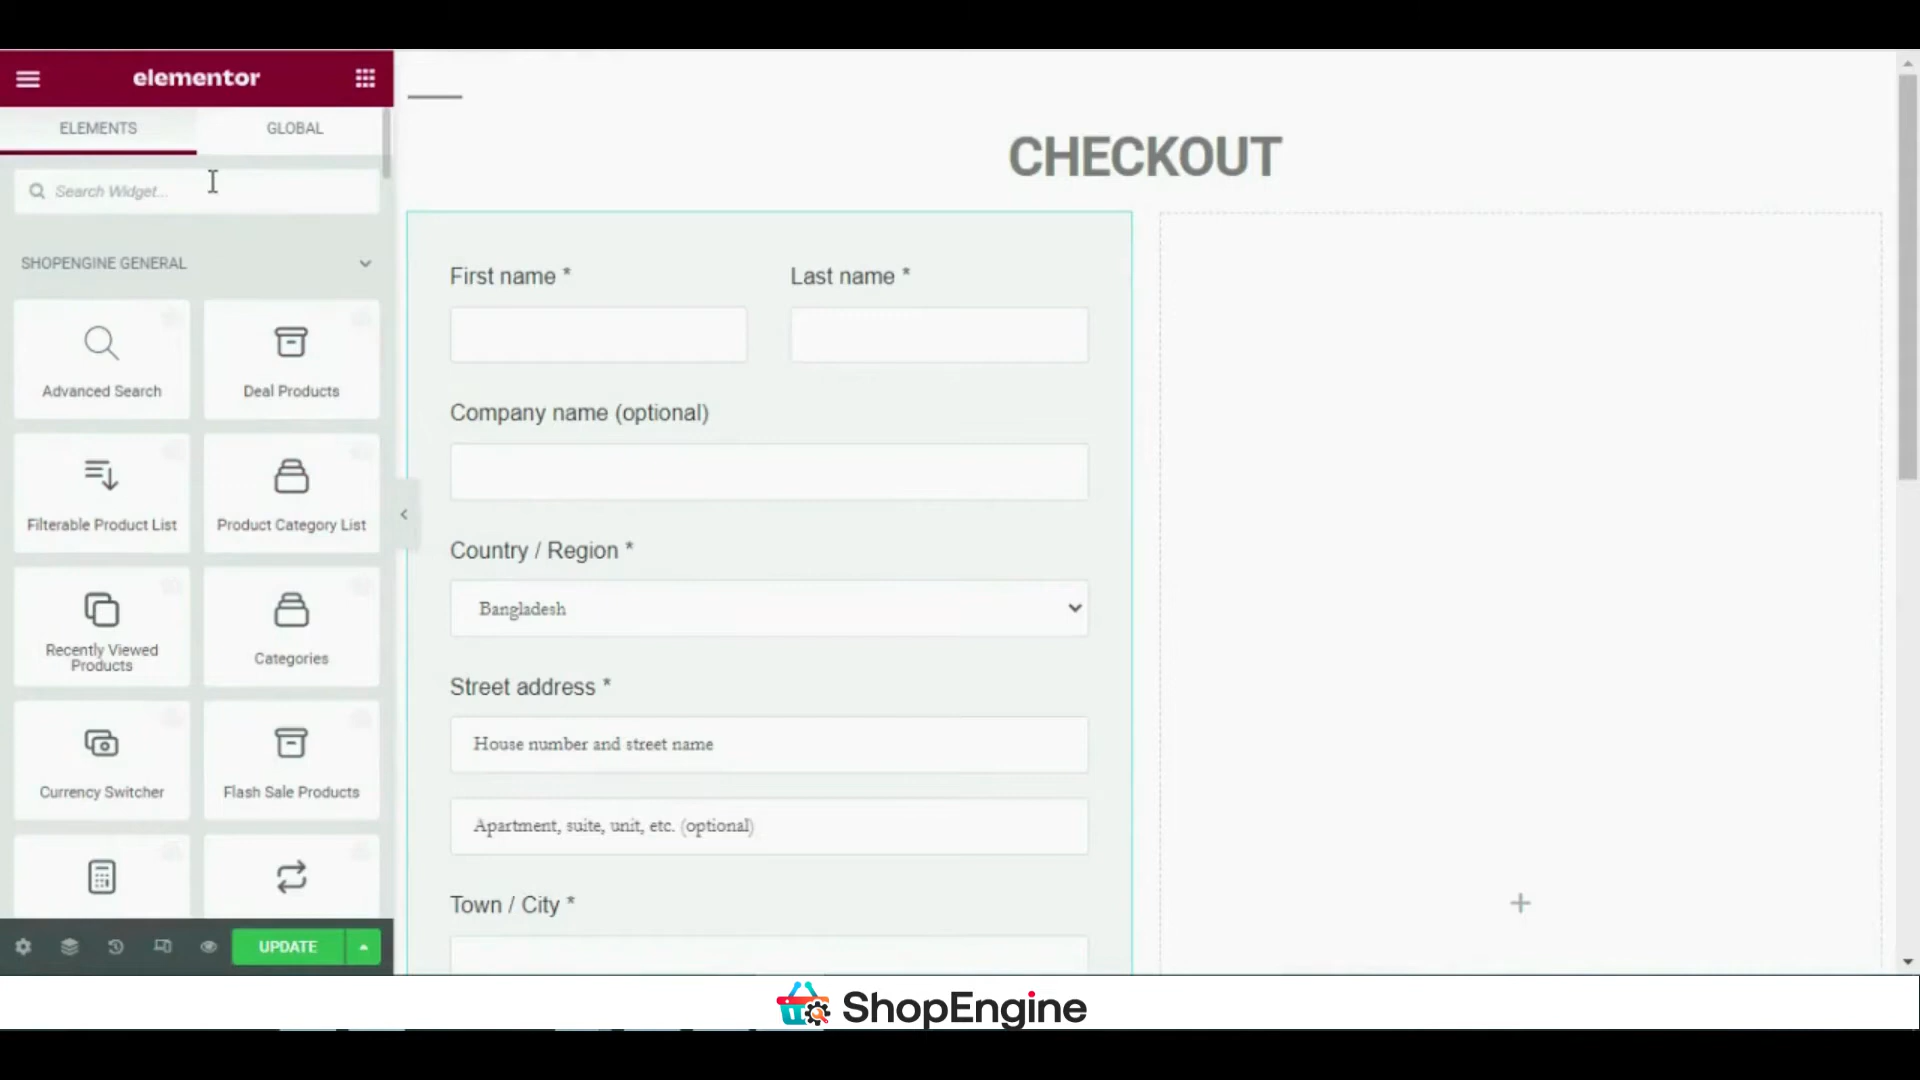 elementor
ELEMENTS
GLOBAL
Search Widget...
SHOPENGINE GENERAL
Advanced Search
Deal Products
Filterable Product List
Product Category List
Recently Viewed
Products
Categories
Currency Switcher
Flash Sale Products
UPDATE
CHECKOUT
First name *
Last name *
Company name (optional)
Country / Region *
Bangladesh
Street address *
House number and street name
Apartment, suite, unit, etc. (optional)
Town / City *
ShopEngine